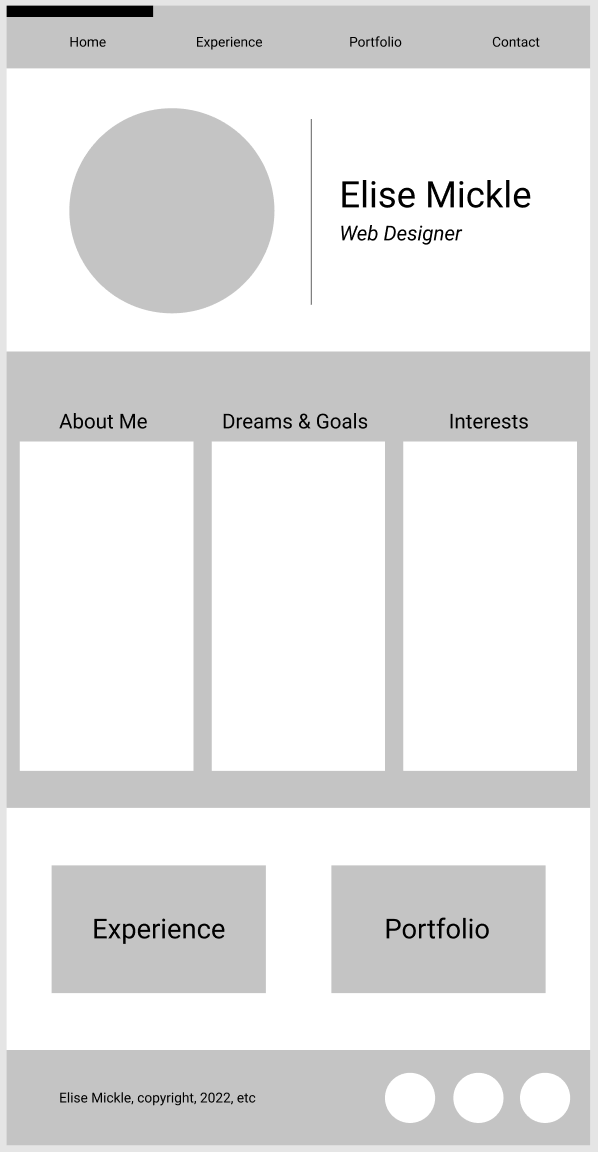 Home Experience Portfolio Contact
Elise Mickle
Web Designer
About Me Dreams & Goals Interests
Experience Portfolio
Elise Mickle, copyright, 2022, etc